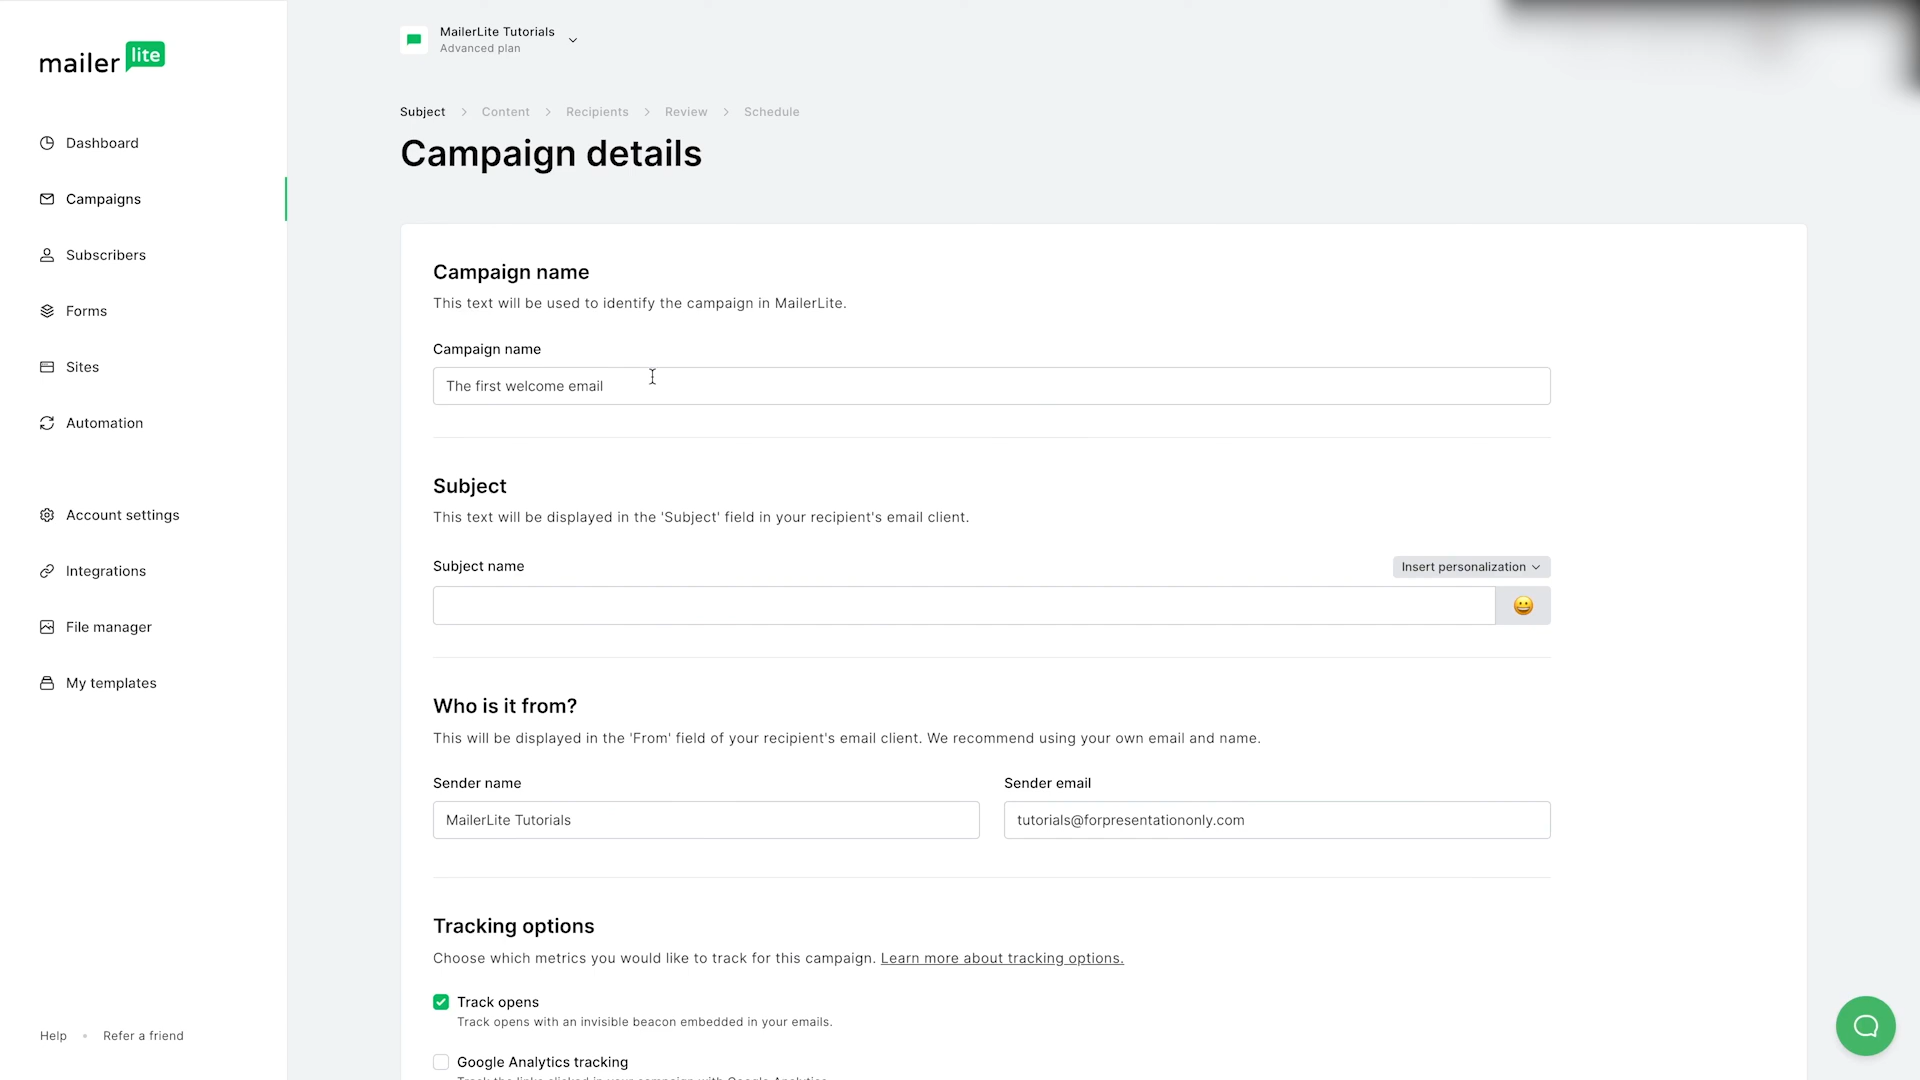 mailer lite
MailerLite Tutorials
Advanced plan
Dashboard
Campaigns
Subscribers
Forms
Sites
Automation
Account settings
Integrations
File manager
My templates
Help • Refer a friend
Subject > Content > Recipients > Review > Schedule
Campaign details
Campaign name
This text will be used to identify the campaign in MailerLite.
Campaign name
The first welcome email
Subject
This text will be displayed in the 'Subject' field in your recipient's email client.
Subject name
Insert personalization
Who is it from?
This will be displayed in the 'From' field of your recipient's email client. We recommend using your own email and name.
Sender name
Sender email
MailerLite Tutorials
tutorials@forpresentationonly.com
Tracking options
Choose which metrics you would like to track for this campaign. Learn more about tracking options.
Track opens
Track opens with an invisible beacon embedded in your emails.
Google Analytics tracking